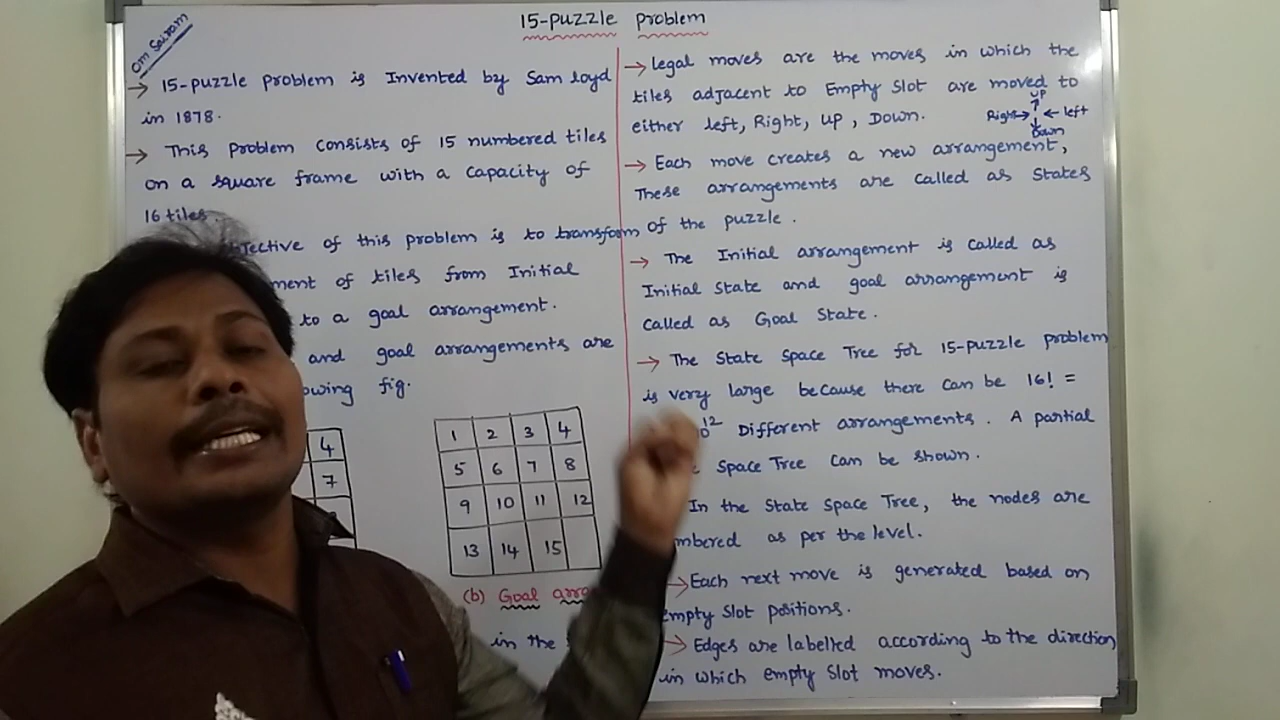 15-puzzle problem
Om Sairam
→ 15-puzzle problem is Invented by Sam loyd
in 1878.
→ This problem consists of 15 numbered tiles
on a square frame with a capacity of
16 tiles.
of this problem is to transform
of tiles from Initial
to a goal arrangement.
and goal arrangements are
fig.
4
7
1 2 3 4
5 6 7 8
9 10 11 12
13 14 15
(b) Goal
in the
→ legal moves are the moves in which the
tiles adjacent to Empty Slot are moved to
either left, Right, Up, Down.
UP
Right→ ← left
Down
→ Each move creates a new arrangement,
These arrangements are called as States
of the puzzle.
→ The Initial arrangement is called as
Initial State and goal arrangement is
called as Goal State.
→ The State Space Tree for 15-puzzle problem
is very large because there can be 16! =
12 Different arrangements. A partial
Space Tree can be shown.
In the State Space Tree, the nodes are
as per the level.
→ Each next move is generated based on
empty slot positions.
→ Edges are labelled according to the direction
in which empty slot moves.